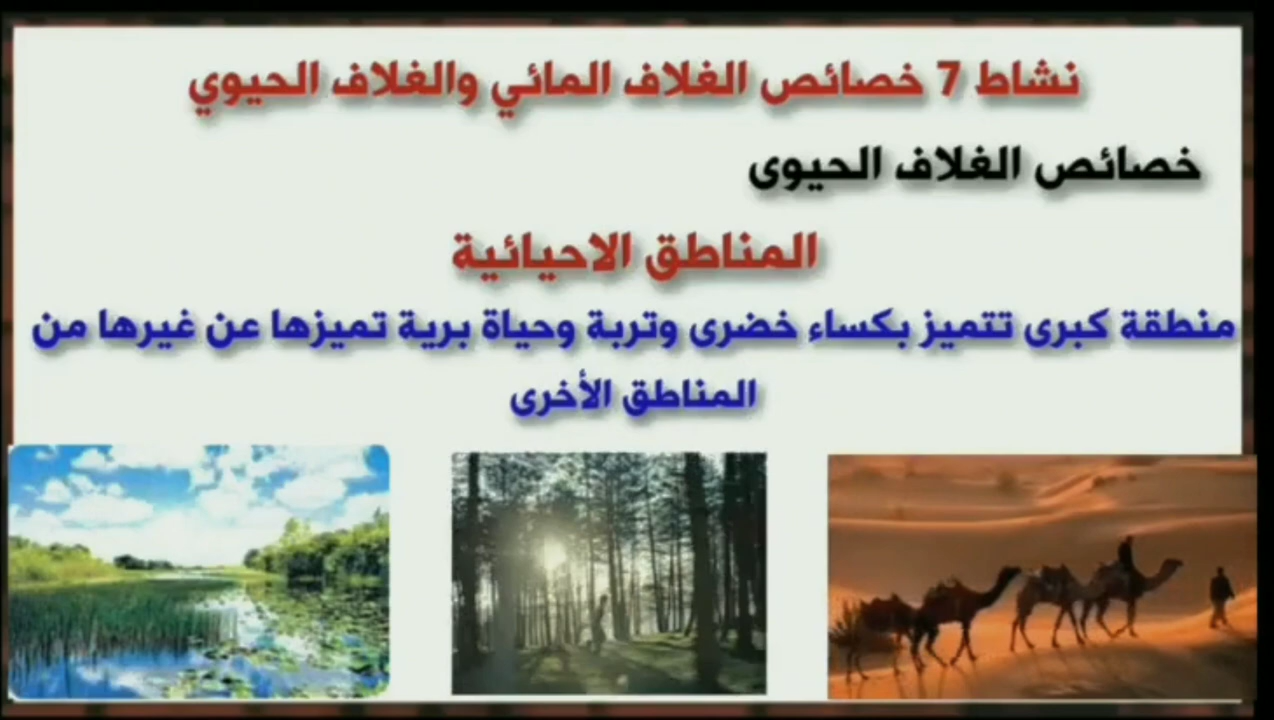 نشاط 7 خصائص الغلاف المائي والغلاف الحيوي
خصائص الغلاف الحيوى
المناطق الاحيائية
منطقة كبرى تتميز بكساء خضرى وتربة وحياة برية تميزها عن غيرها من
المناطق الأخرى